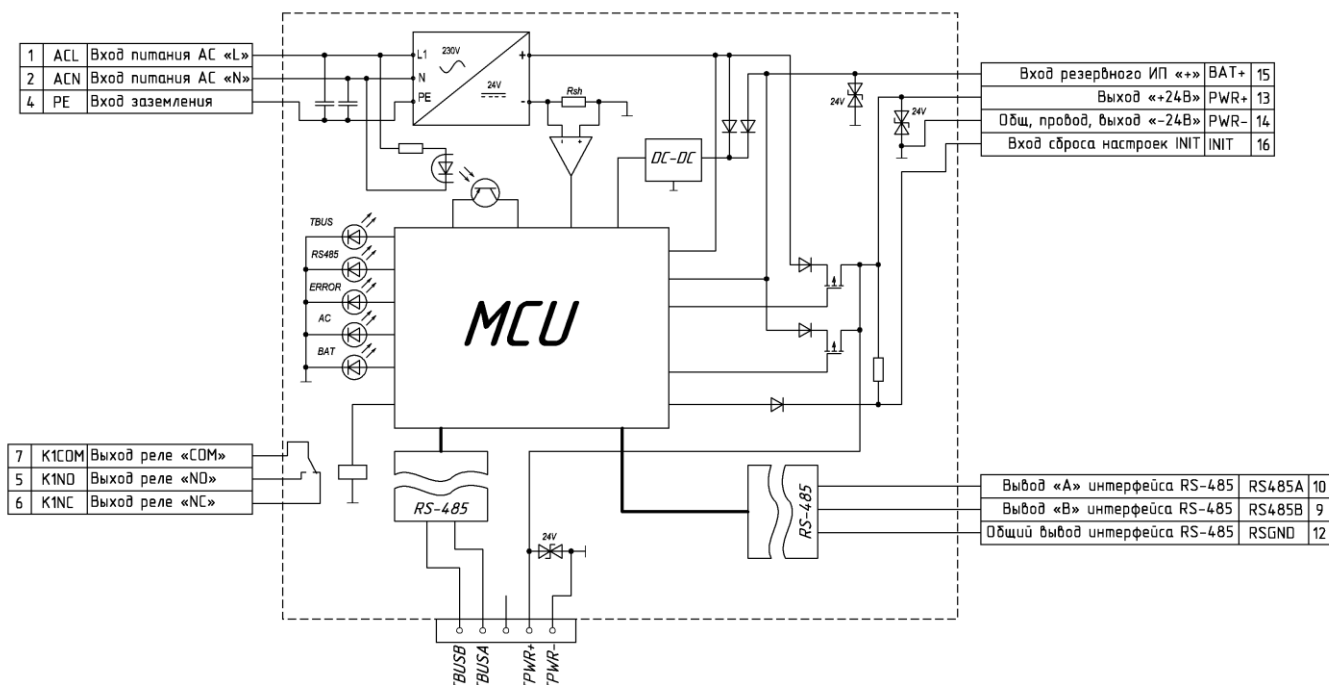 1 ACL Вход питания AC «L»
2 ACN Вход питания AC «N»
4 PE Вход заземления
L1
N
PE
230V
24V
+
-
Rsh
- +
DC-DC
24V
24V
Вход резервного ИП «+» BAT+ 15
Выход «+24В» PWR+ 13
Общ, провод, выход «-24В» PWR- 14
Вход сброса настроек INIT INIT 16
TBUS
RS485
ERROR
AC
BAT
MCU
7 K1COM Выход реле «COM»
5 K1NO Выход реле «NO»
6 K1NC Выход реле «NC»
RS-485
24V
RS-485
Вывод «A» интерфейса RS-485 RS485A 10
Вывод «B» интерфейса RS-485 RS485B 9
Общий вывод интерфейса RS-485 RSGND 12
TBUSB
TBUSA
TPWR+
TPWR-